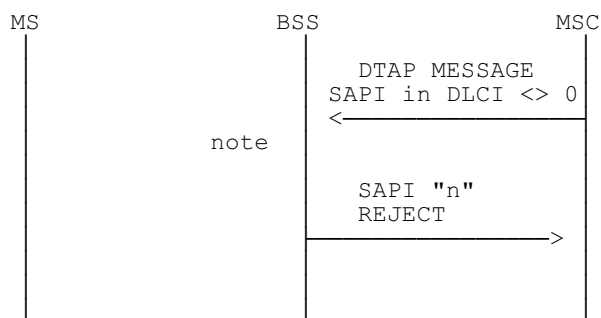 MS BSS MSC
DTAP MESSAGE
SAPI in DLCI <> 0
note
SAPI "n"
REJECT